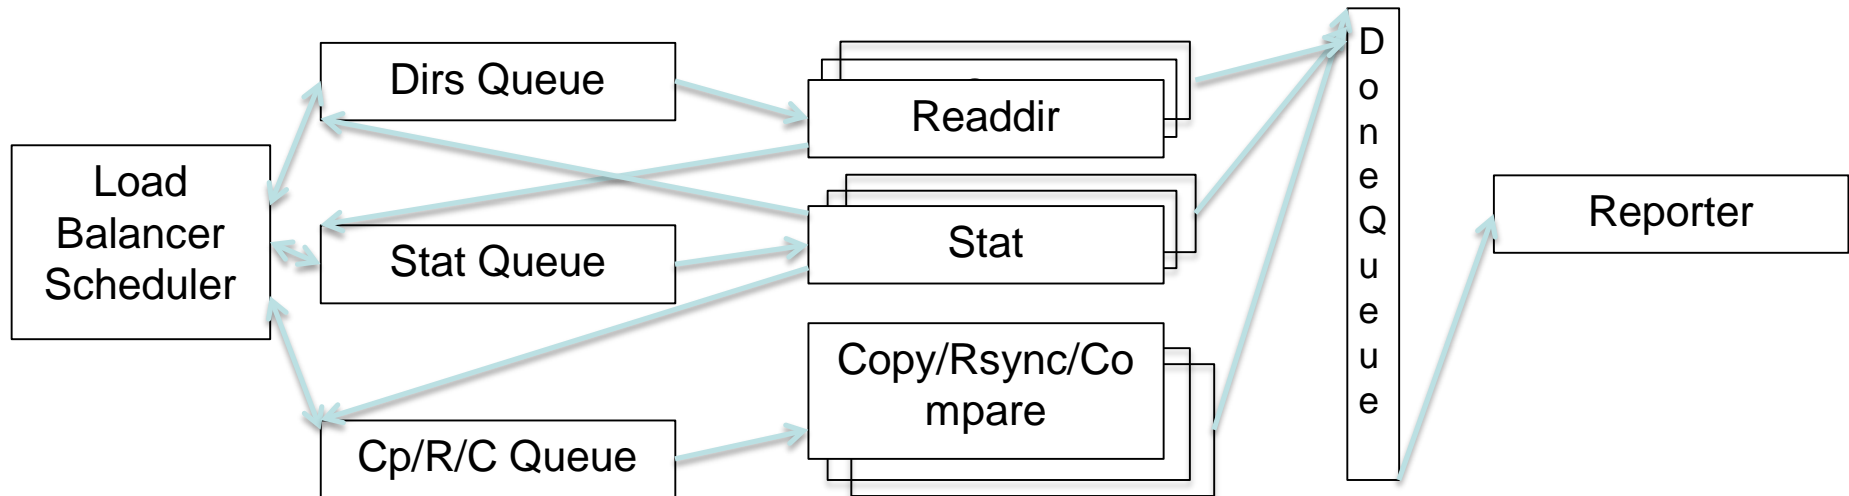 Dirs Queue
Readdir
Load
Balancer
Scheduler
Stat Queue
Stat
Copy/Rsync/Co
mpare
Cp/R/C Queue
D
o
n
e
Q
u
e
u
e
Reporter